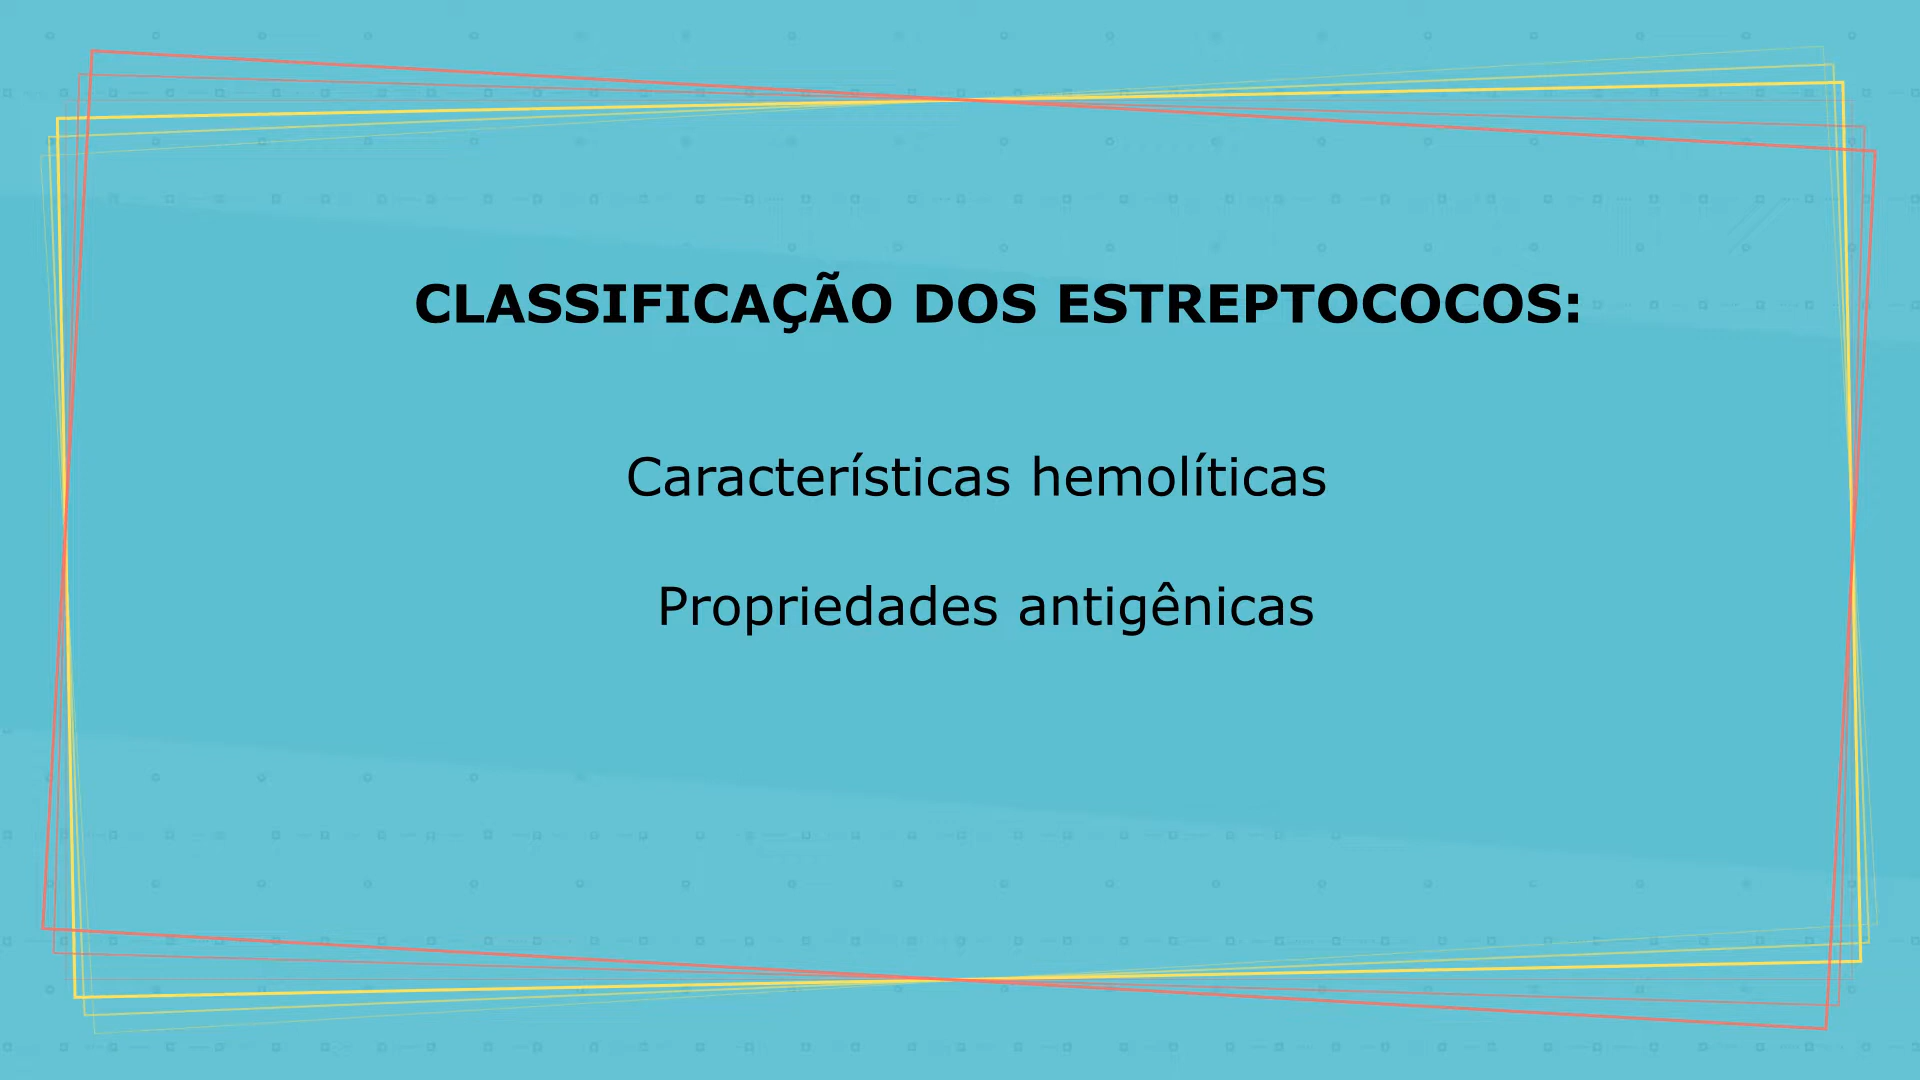 CLASSIFICAÇÃO DOS ESTREPTOCOCOS:
Características hemolíticas
Propriedades antigênicas